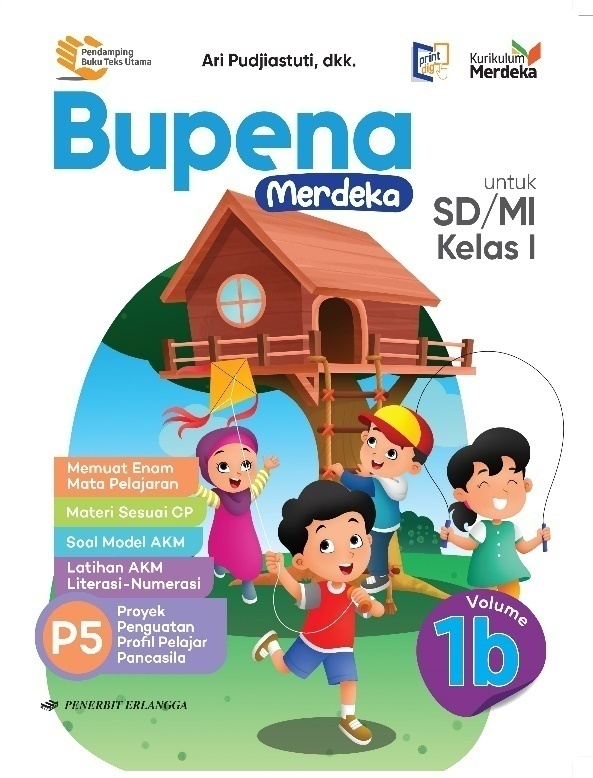 Pendamping
Buku Teks Utama
Ari Pudjiastuti, dkk.
print
dig
Kurikulum
Merdeka
Bupena
Merdeka
untuk
SD/MI
Kelas I
Memuat Enam
Mata Pelajaran
Materi Sesuai CP
Soal Model AKM
Latihan AKM
Literasi-Numerasi
P5
Proyek
Penguatan
Profil Pelajar
Pancasila
Volume
1b
PENERBIT ERLANGGA